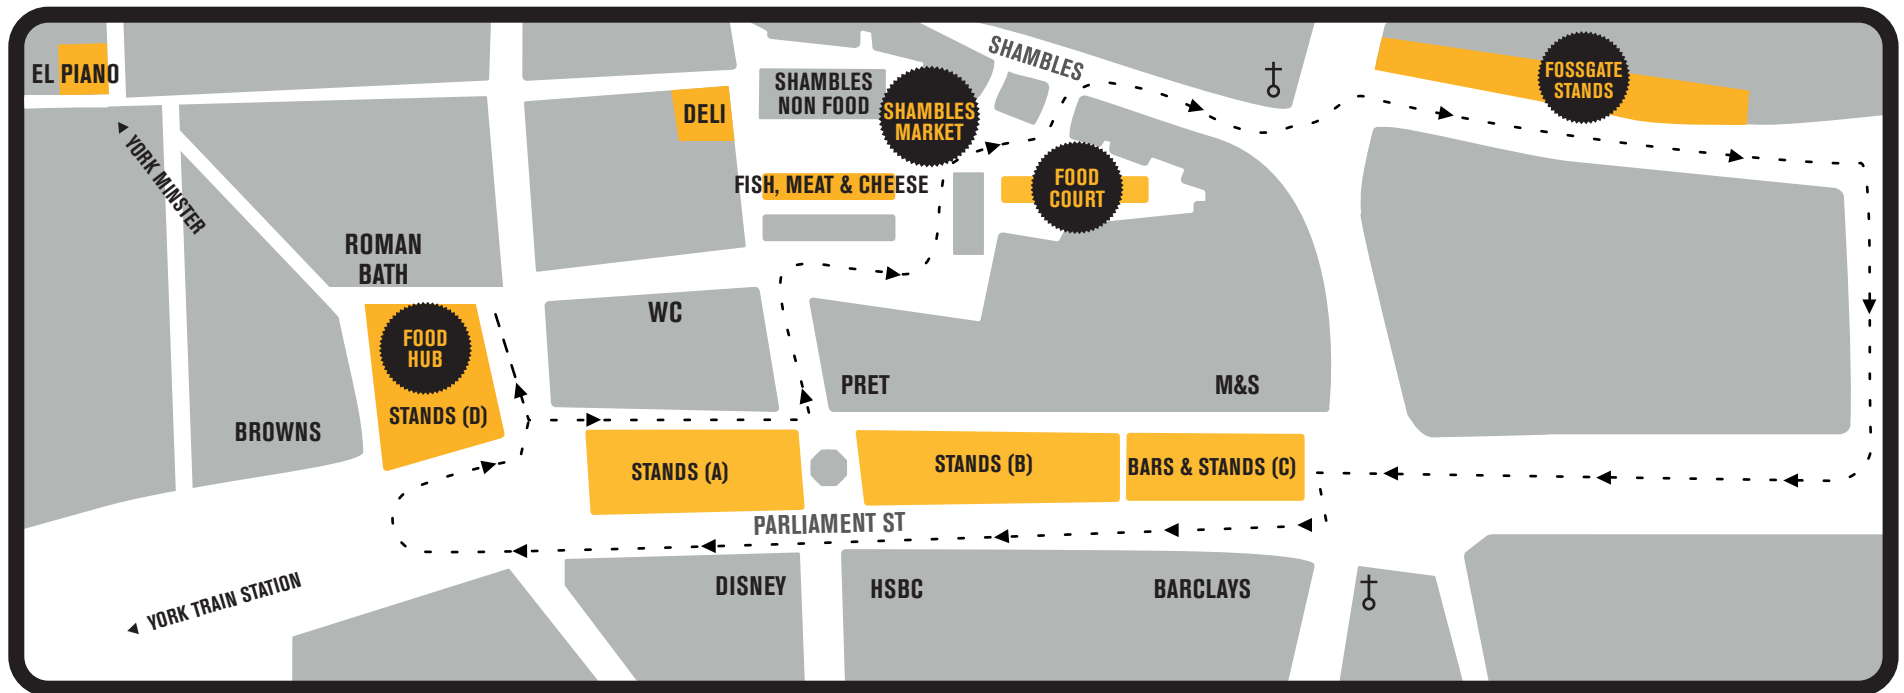 EL PIANO
YORK MINSTER
DELI
SHAMBLES
NON FOOD
SHAMBLES
MARKET
SHAMBLES
FOSSGATE
STANDS
FISH, MEAT & CHEESE
FOOD
COURT
ROMAN
BATH
WC
FOOD
HUB
STANDS (D)
BROWNS
PRET
M&S
STANDS (A)
STANDS (B)
BARS & STANDS (C)
PARLIAMENT ST
YORK TRAIN STATION
DISNEY
HSBC
BARCLAYS